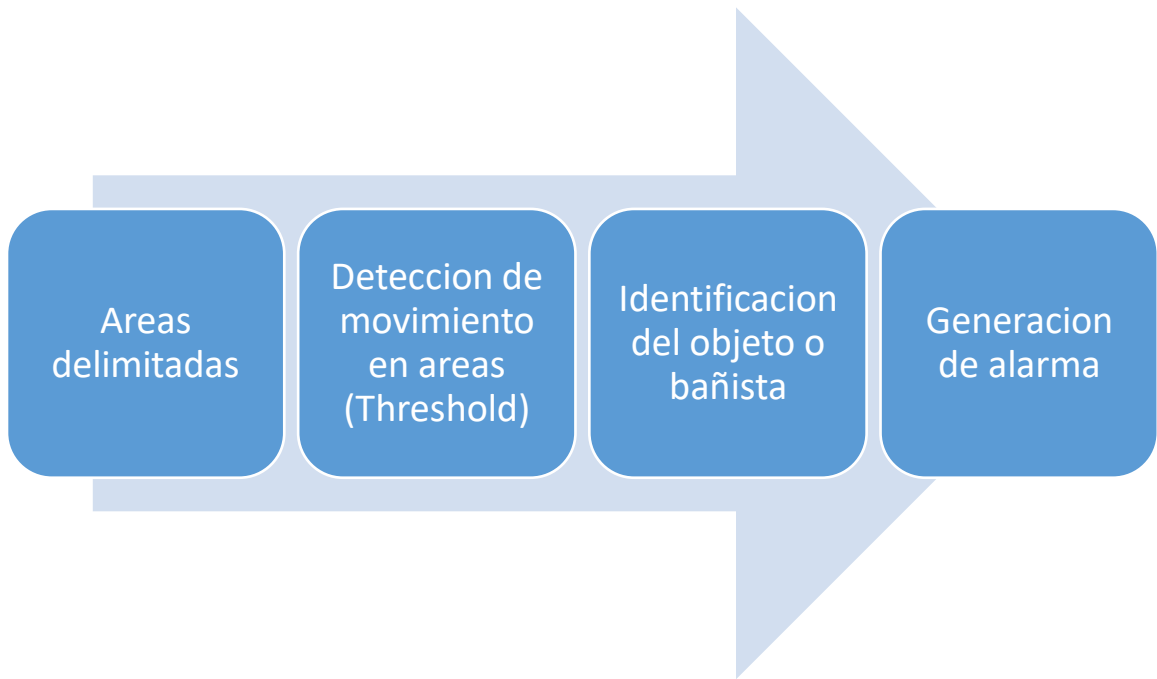 Areas
delimitadas
Deteccion de
movimiento
en areas
(Threshold)
Identificacion
del objeto o
bañista
Generacion
de alarma